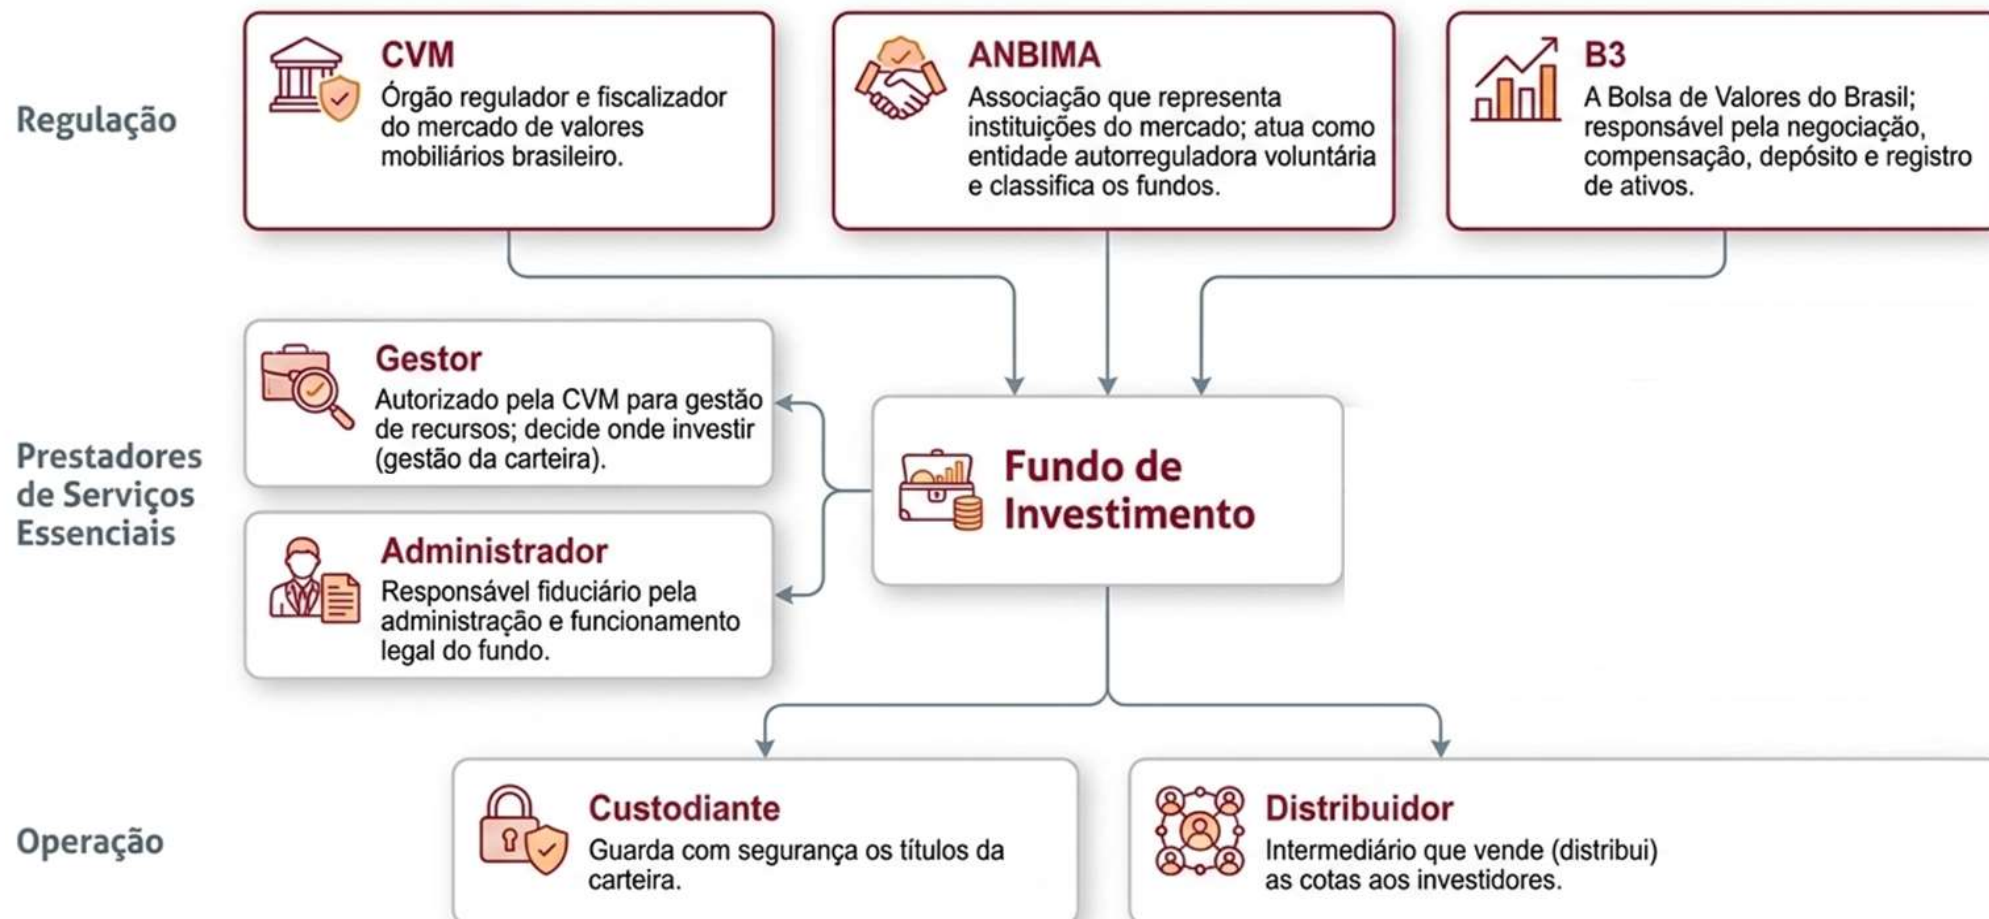 Regulação
CVM
Órgão regulador e fiscalizador
do mercado de valores
mobiliários brasileiro.
ANBIMA
Associação que representa
instituições do mercado; atua como
entidade autorreguladora voluntária
e classifica os fundos.
B3
A Bolsa de Valores do Brasil;
responsável pela negociação,
compensação, depósito e registro
de ativos.
Prestadores
de Serviços
Essenciais
Gestor
Autorizado pela CVM para gestão
de recursos; decide onde investir
(gestão da carteira).
Administrador
Responsável fiduciário pela
administração e funcionamento
legal do fundo.
Fundo de
Investimento
Operação
Custodiante
Guarda com segurança os títulos da
carteira.
Distribuidor
Intermediário que vende (distribui)
as cotas aos investidores.